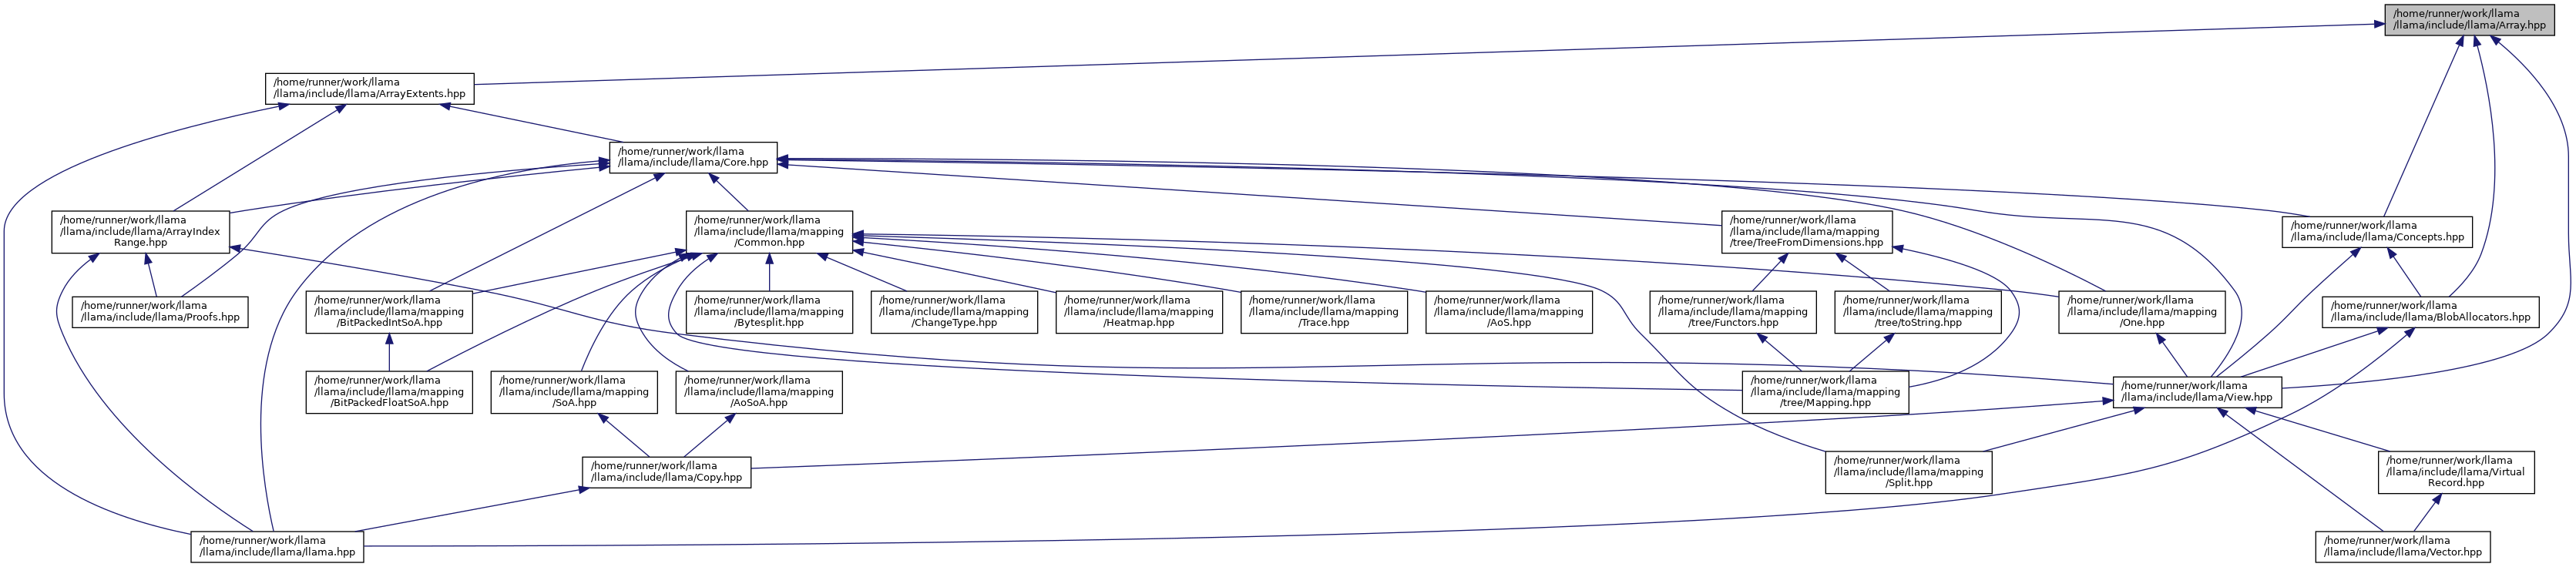 /home/runner/work/llama
/llama/include/llama/Array.hpp
/home/runner/work/llama
/llama/include/llama/ArrayExtents.hpp
/home/runner/work/llama
/llama/include/llama/Core.hpp
/home/runner/work/llama
/llama/include/llama/ArrayIndex
Range.hpp
/home/runner/work/llama
/llama/include/llama/mapping
/Common.hpp
/home/runner/work/llama
/llama/include/llama/mapping
/tree/TreeFromDimensions.hpp
/home/runner/work/llama
/llama/include/llama/Concepts.hpp
/home/runner/work/llama
/llama/include/llama/Proofs.hpp
/home/runner/work/llama
/llama/include/llama/mapping
/BitPackedIntSoA.hpp
/home/runner/work/llama
/llama/include/llama/mapping
/Bytesplit.hpp
/home/runner/work/llama
/llama/include/llama/mapping
/ChangeType.hpp
/home/runner/work/llama
/llama/include/llama/mapping
/Heatmap.hpp
/home/runner/work/llama
/llama/include/llama/mapping
/Trace.hpp
/home/runner/work/llama
/llama/include/llama/mapping
/AoS.hpp
/home/runner/work/llama
/llama/include/llama/mapping
/tree/Functors.hpp
/home/runner/work/llama
/llama/include/llama/mapping
/tree/toString.hpp
/home/runner/work/llama
/llama/include/llama/mapping
/One.hpp
/home/runner/work/llama
/llama/include/llama/BlobAllocators.hpp
/home/runner/work/llama
/llama/include/llama/mapping
/BitPackedFloatSoA.hpp
/home/runner/work/llama
/llama/include/llama/mapping
/SoA.hpp
/home/runner/work/llama
/llama/include/llama/mapping
/AoSoA.hpp
/home/runner/work/llama
/llama/include/llama/mapping
/tree/Mapping.hpp
/home/runner/work/llama
/llama/include/llama/View.hpp
/home/runner/work/llama
/llama/include/llama/Copy.hpp
/home/runner/work/llama
/llama/include/llama/mapping
/Split.hpp
/home/runner/work/llama
/llama/include/llama/Virtual
Record.hpp
/home/runner/work/llama
/llama/include/llama/llama.hpp
/home/runner/work/llama
/llama/include/llama/Vector.hpp